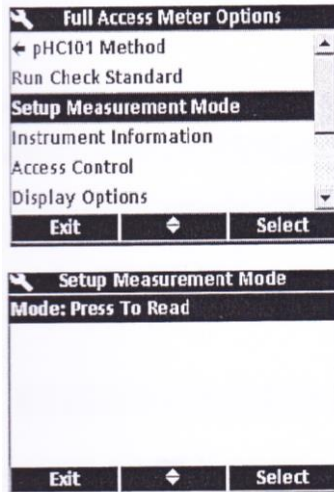 Full Access Meter Options
← pHC101 Method
Run Check Standard
Setup Measurement Mode
Instrument Information
Access Control
Display Options
Exit Select
Setup Measurement Mode
Mode: Press To Read
Exit Select